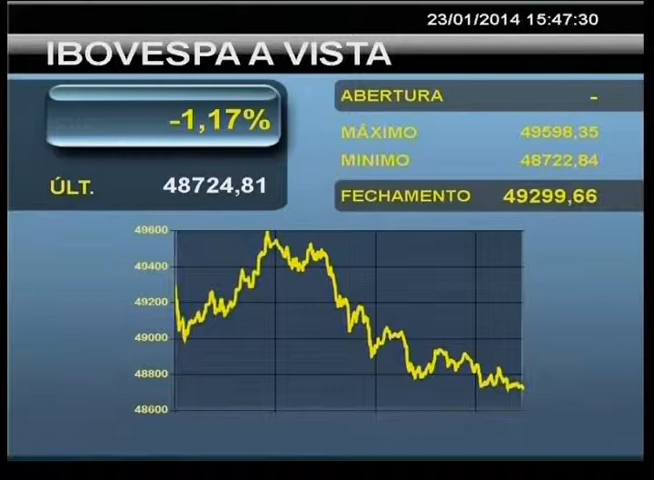 23/01/2014 15:47:30
IBOVESPA A VISTA
-1,17%
ÚLT. 48724,81
ABERTURA -
MÁXIMO 49598,35
MINIMO 48722,84
FECHAMENTO 49299,66
49600
49400
49200
49000
48800
48600